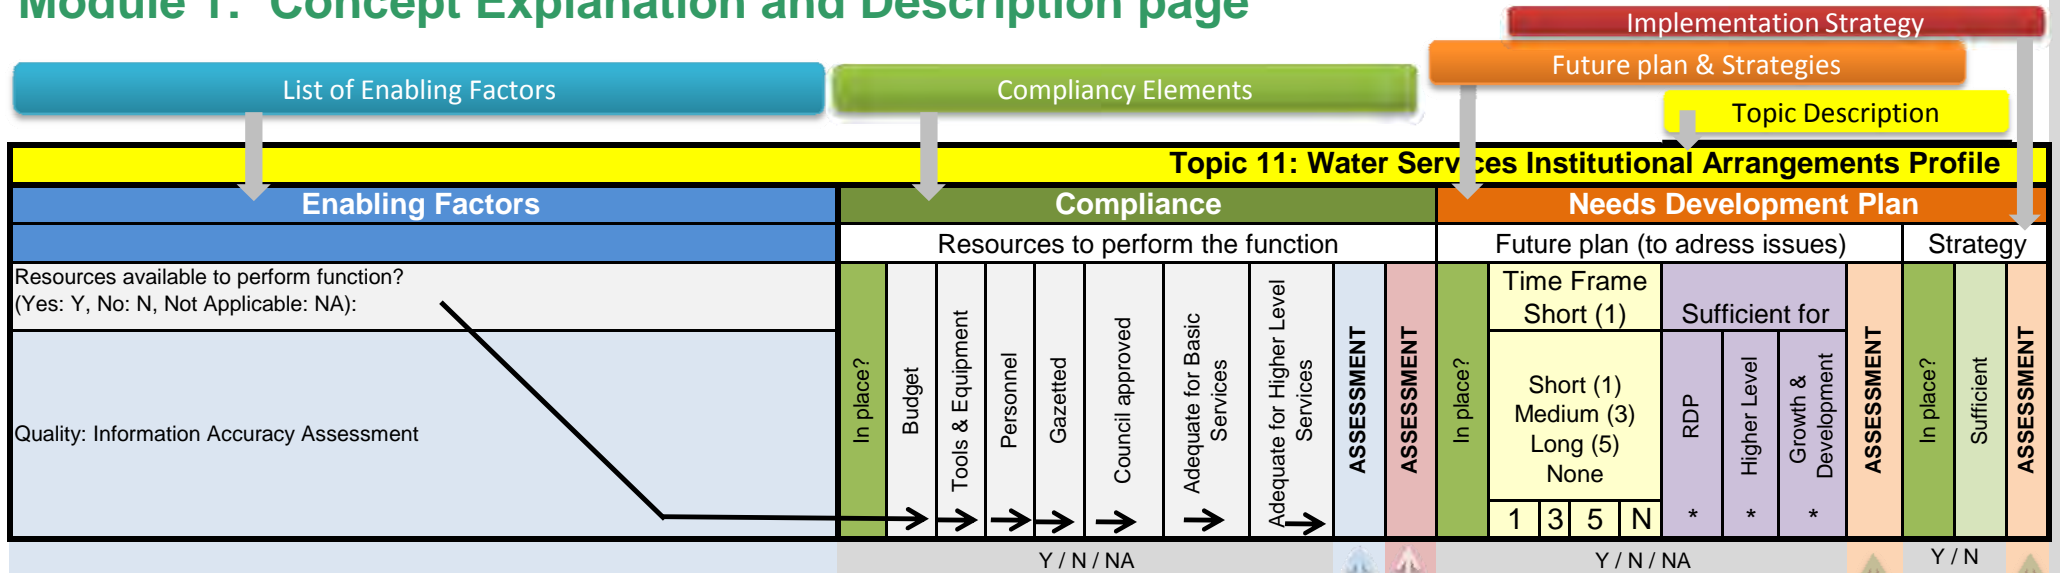 Module 1: Concept Explanation and Description page
Implementation Strategy
Future plan & Strategies
List of Enabling Factors
Compliancy Elements
Topic Description
Topic 11: Water Services Institutional Arrangements Profile
Enabling Factors
Compliance
Needs Development Plan
Resources to perform the function
Future plan (to adress issues)
Strategy
Resources available to perform function?
(Yes: Y, No: N, Not Applicable: NA):
Quality: Information Accuracy Assessment
In place?
Budget
Tools & Equipment
Personnel
Gazetted
Council approved
Adequate for Basic
Services
Adequate for Higher Level
Services
ASSESSMENT
ASSESSMENT
In place?
Time Frame
Short (1)
Short (1)
Medium (3)
Long (5)
None
1 3 5 N
Sufficient for
RDP
Higher Level
Growth &
Development
* * *
ASSESSMENT
In place?
Sufficient
ASSESSMENT
Y / N / NA
Y / N / NA
Y / N